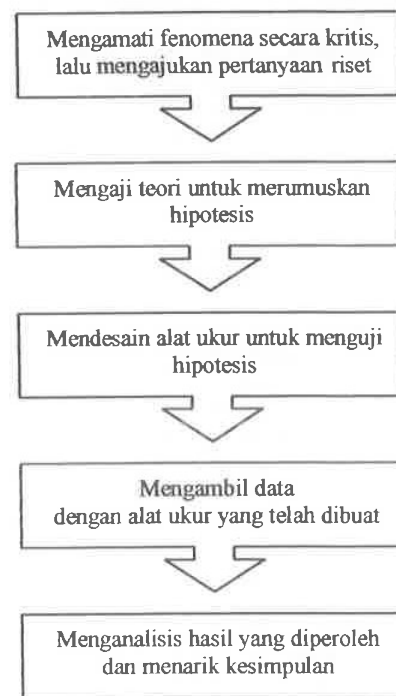 Mengamati fenomena secara kritis,
lalu mengajukan pertanyaan riset
Mengaji teori untuk merumuskan
hipotesis
Mendesain alat ukur untuk menguji
hipotesis
Mengambil data
dengan alat ukur yang telah dibuat
Menganalisis hasil yang diperoleh
dan menarik kesimpulan